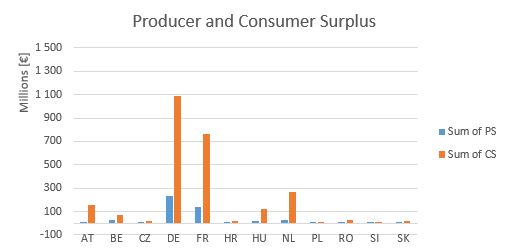 Producer and Consumer Surplus
Millions [€]
1 500
1 300
1 100
900
700
500
300
100
-100
AT BE CZ DE FR HR HU NL PL RO SI SK
Sum of PS
Sum of CS